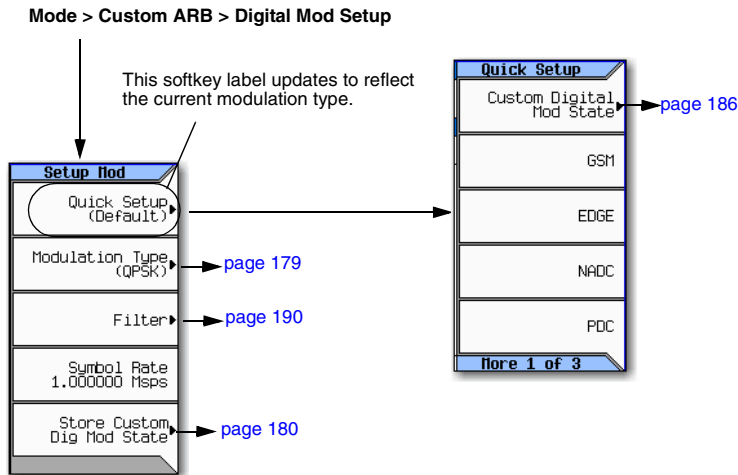 Mode > Custom ARB > Digital Mod Setup
This softkey label updates to reflect
the current modulation type.
Setup Mod
Quick Setup
(Default)
Modulation Type
(QPSK)
page 179
Filter
page 190
Symbol Rate
1.000000 Msps
Store Custom
Dig Mod State
page 180
Quick Setup
Custom Digital
Mod State
page 186
GSM
EDGE
NADC
PDC
More 1 of 3